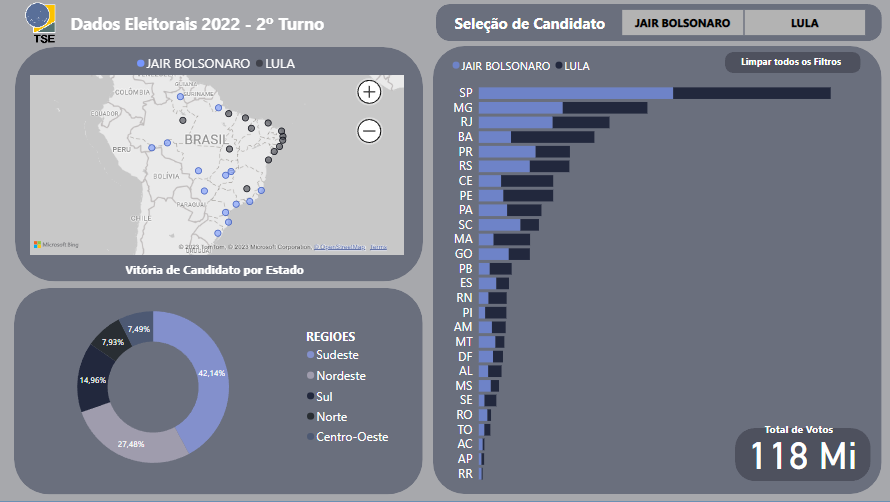 TSE
Dados Eleitorais 2022 - 2º Turno
Seleção de Candidato
JAIR BOLSONARO
LULA
JAIR BOLSONARO LULA
COLÔMBIA
GUIANA
SURINAME
EQUADOR
BRASIL
PERU
BOLÍVIA
PARAGUAI
CHILE
URUGUAI
Microsoft Bing
© 2023 TomTom, © 2023 Microsoft Corporation, © OpenStreetMap Terms
Vitória de Candidato por Estado
7,49%
7,93%
14,96%
42,14%
27,48%
REGIOES
Sudeste
Nordeste
Sul
Norte
Centro-Oeste
JAIR BOLSONARO LULA
Limpar todos os Filtros
SP
MG
RJ
BA
PR
RS
CE
PE
PA
SC
MA
GO
PB
ES
RN
PI
AM
MT
DF
AL
MS
SE
RO
TO
AC
AP
RR
Total de Votos
118 Mi